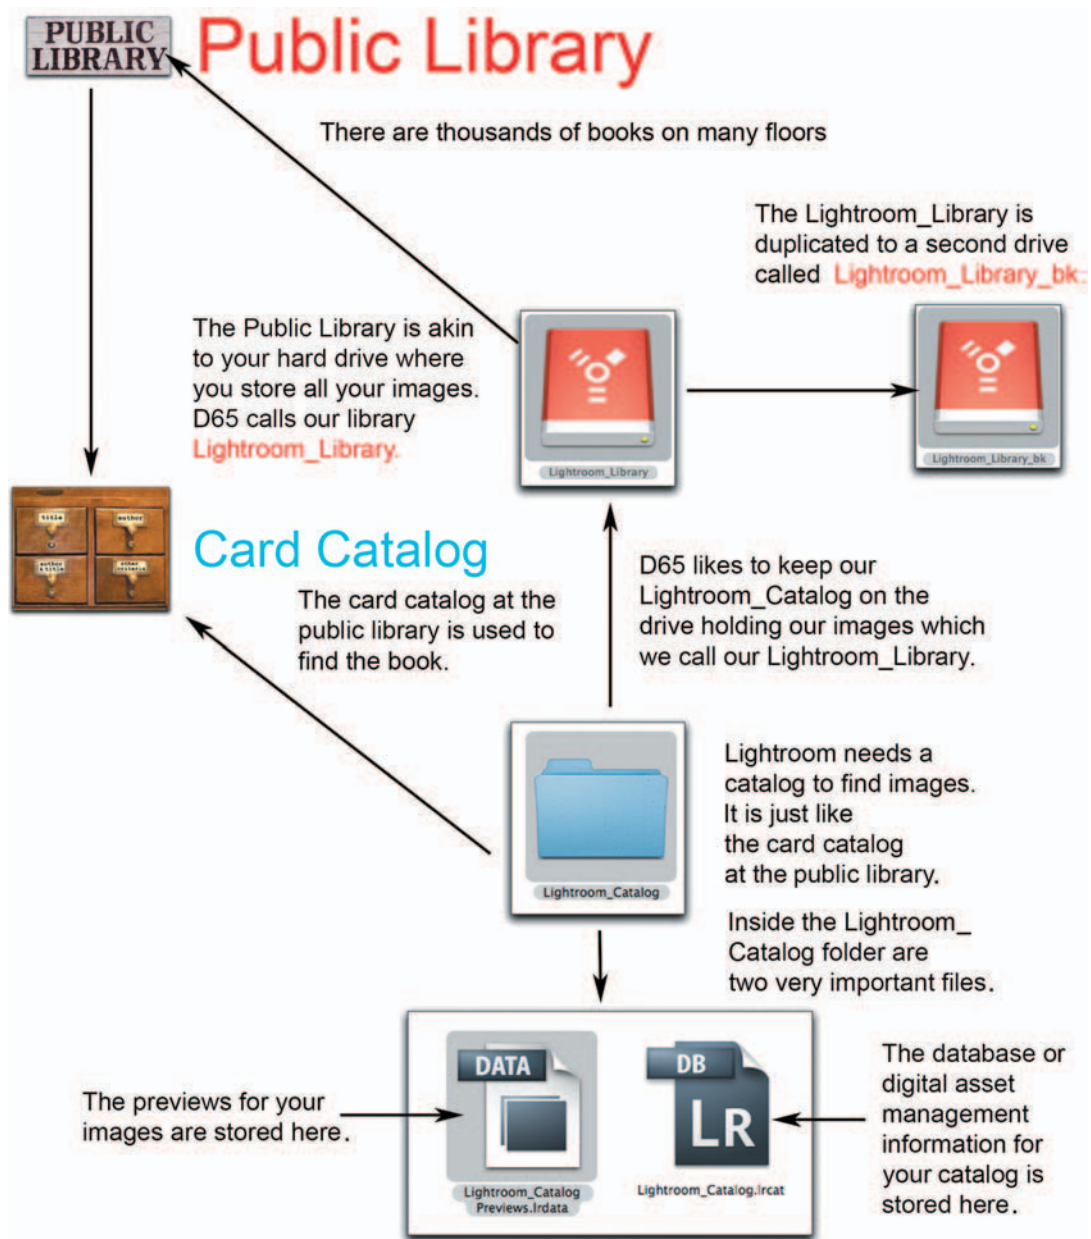 PUBLIC
LIBRARY
Public Library
There are thousands of books on many floors
The Lightroom_Library is
duplicated to a second drive
called Lightroom_Library_bk.
The Public Library is akin
to your hard drive where
you store all your images.
D65 calls our library
Lightroom_Library.
Lightroom_Library
Lightroom_Library_bk
title
author
author
& title
other
criteria
Card Catalog
The card catalog at the
public library is used to
find the book.
D65 likes to keep our
Lightroom_Catalog on the
drive holding our images which
we call our Lightroom_Library.
Lightroom_Catalog
Lightroom needs a
catalog to find images.
It is just like
the card catalog
at the public library.
Inside the Lightroom_
Catalog folder are
two very important files.
The previews for your
images are stored here.
DATA
Lightroom_Catalog
Previews.lrdata
DB
LR
Lightroom_Catalog.lrcat
The database or
digital asset
management
information for
your catalog is
stored here.